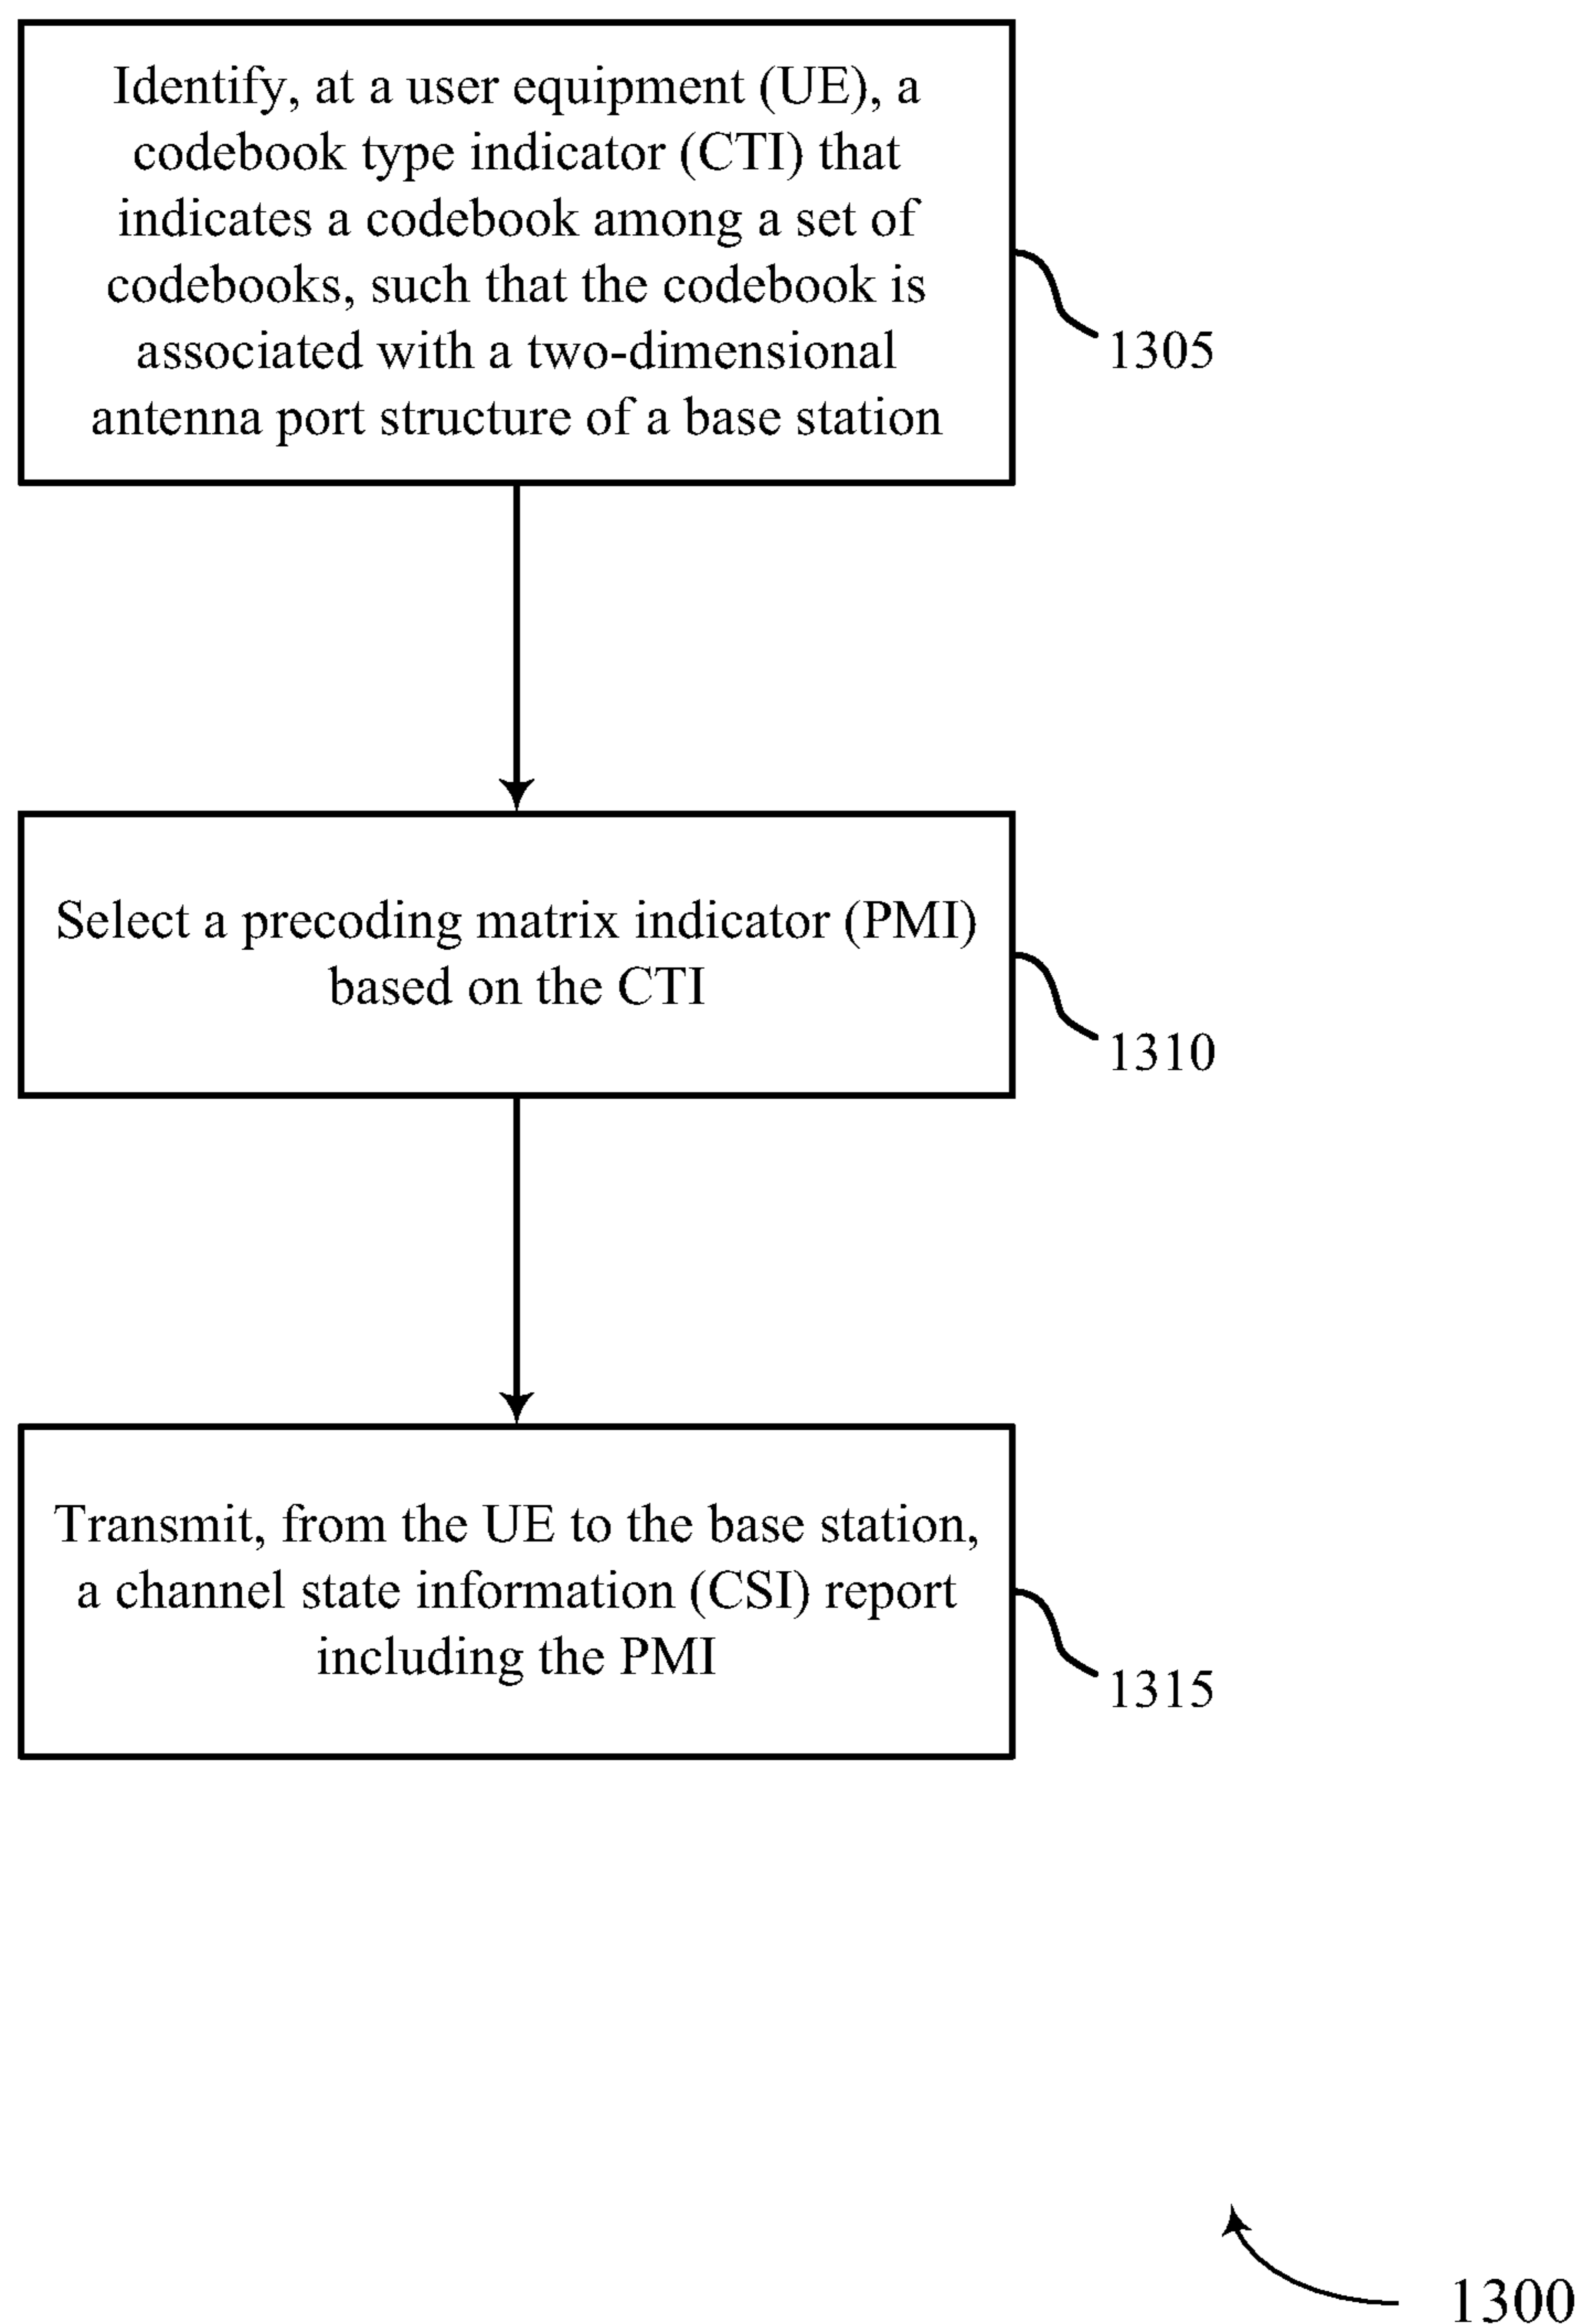 Identify, at a user equipment (UE), a
codebook type indicator (CTI) that
indicates a codebook among a set of
codebooks, such that the codebook is
associated with a two-dimensional
antenna port structure of a base station
1305
Select a precoding matrix indicator (PMI)
based on the CTI
1310
Transmit, from the UE to the base station,
a channel state information (CSI) report
including the PMI
1315
1300